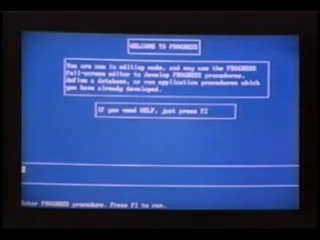 WELCOME TO PROGRESS
You are now in editing mode, and may use the PROGRESS
full-screen editor to develop PROGRESS procedures,
define a database, or run application procedures which
you have already developed.
If you need HELP, just press F2
Enter PROGRESS procedure. Press F1 to run.